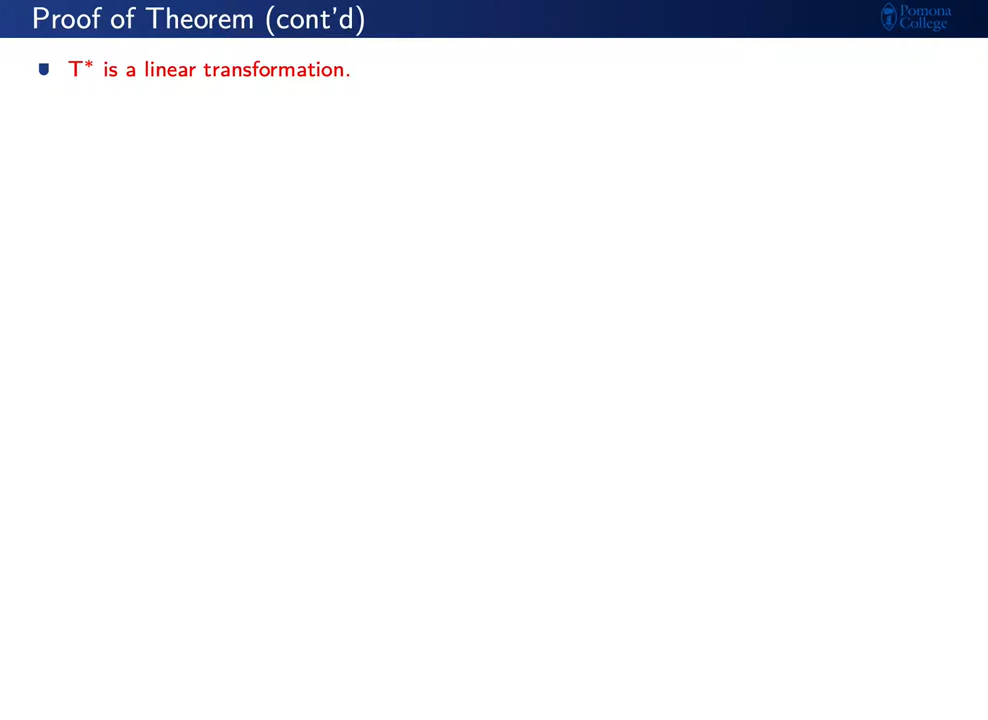 Proof of Theorem (cont'd)
Pomona
College
T* is a linear transformation.